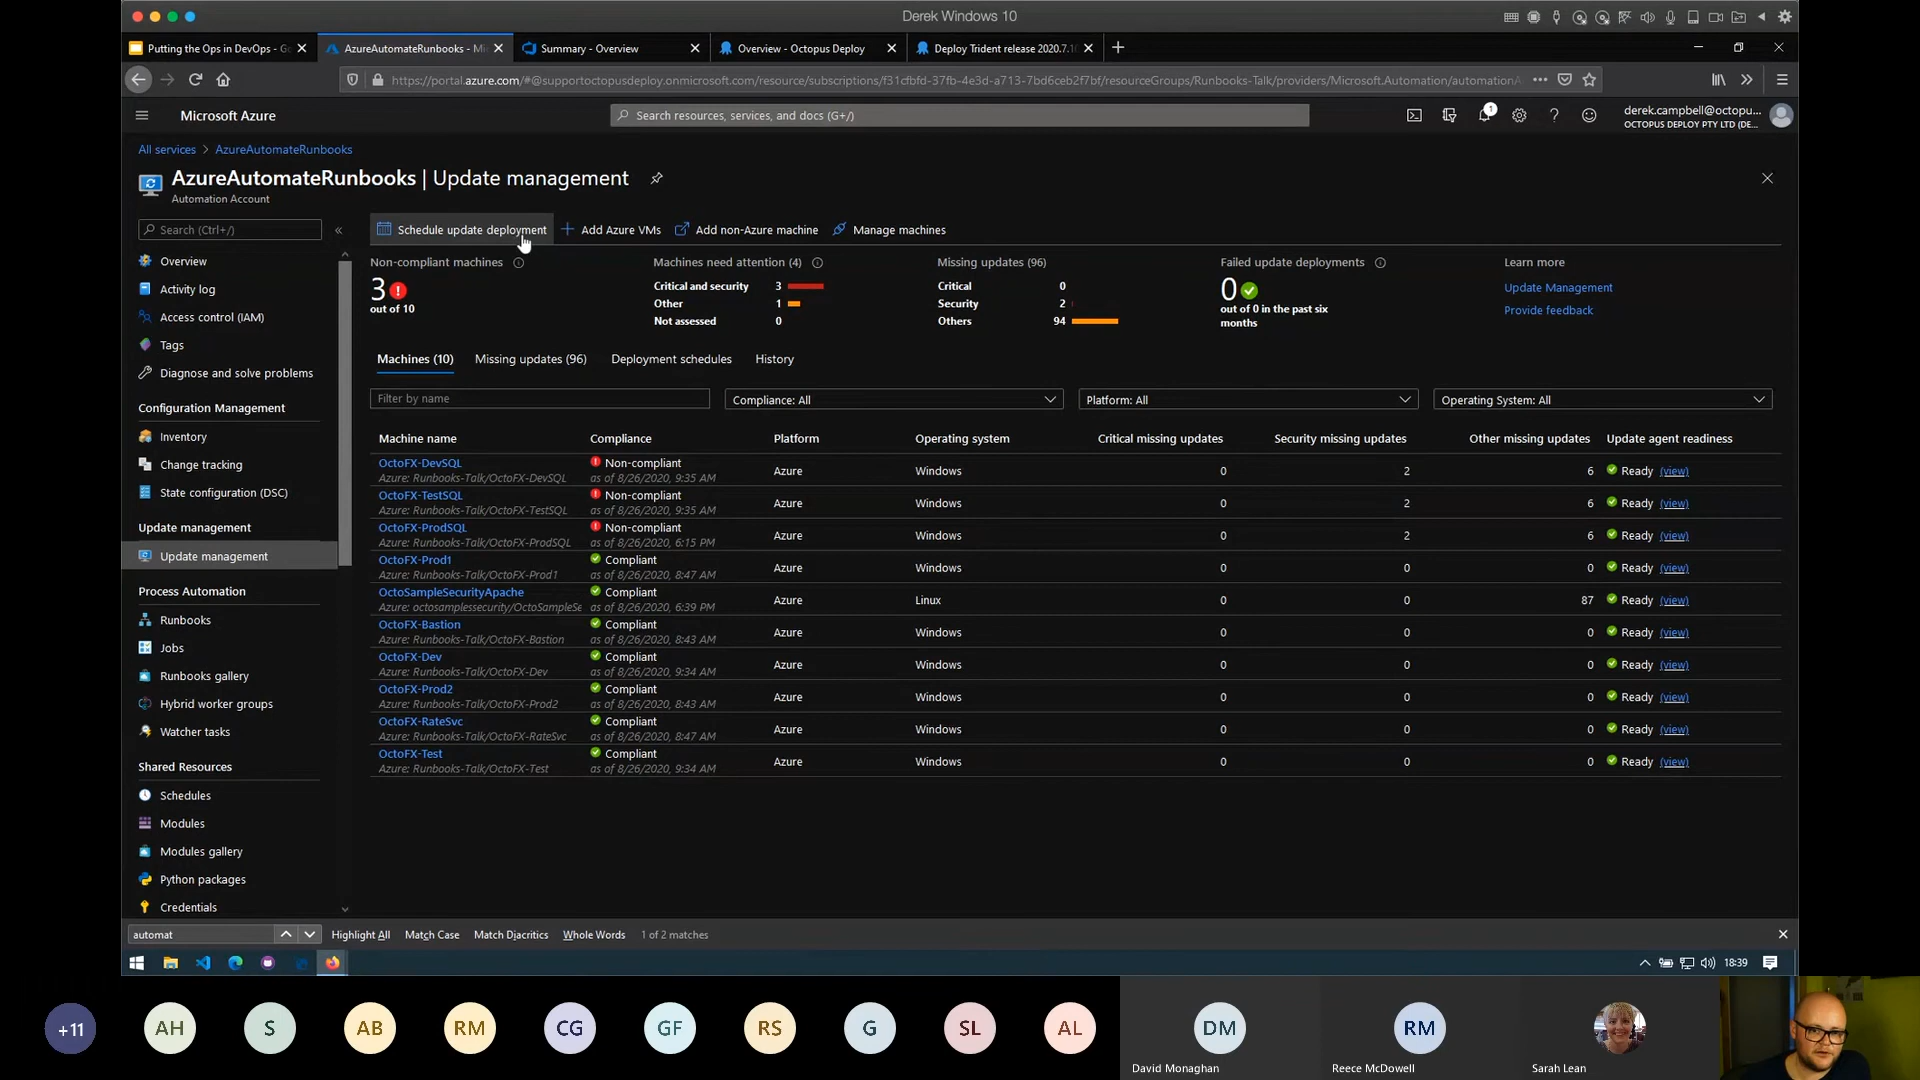 Derek Windows 10
Putting the Ops in DevOps - Go
AzureAutomateRunbooks - Mi
Summary - Overview
Overview - Octopus Deploy
Deploy Trident release 2020.7.1
https://portal.azure.com/#@supportoctopusdeploy.onmicrosoft.com/resource/subscriptions/f31cfbfd-37fb-4e3d-a713-7bd6ceb2f7bf/resourceGroups/Runbooks-Talk/providers/Microsoft.Automation/automationA
Microsoft Azure
Search resources, services, and docs (G+/)
1
derek.campbell@octopu...
OCTOPUS DEPLOY PTY LTD (DE...
All services > AzureAutomateRunbooks
AzureAutomateRunbooks | Update management
Automation Account
Search (Ctrl+/)
«
Overview
Activity log
Access control (IAM)
Tags
Diagnose and solve problems
Configuration Management
Inventory
Change tracking
State configuration (DSC)
Update management
Update management
Process Automation
Runbooks
Jobs
Runbooks gallery
Hybrid worker groups
Watcher tasks
Shared Resources
Schedules
Modules
Modules gallery
Python packages
Credentials
Schedule update deployment
Add Azure VMs
Add non-Azure machine
Manage machines
Non-compliant machines
3
out of 10
Machines need attention (4)
Critical and security 3
Other 1
Not assessed 0
Missing updates (96)
Critical 0
Security 2
Others 94
Failed update deployments
0
out of 0 in the past six
months
Learn more
Update Management
Provide feedback
Machines (10) Missing updates (96) Deployment schedules History
Filter by name Compliance: All Platform: All Operating System: All
Machine name Compliance Platform Operating system Critical missing updates Security missing updates Other missing updates Update agent readiness
OctoFX-DevSQL Non-compliant Azure Windows 0 2 6 Ready (view)
Azure: Runbooks-Talk/OctoFX-DevSQL as of 8/26/2020, 9:35 AM
OctoFX-TestSQL Non-compliant Azure Windows 0 2 6 Ready (view)
Azure: Runbooks-Talk/OctoFX-TestSQL as of 8/26/2020, 9:35 AM
OctoFX-ProdSQL Non-compliant Azure Windows 0 2 6 Ready (view)
Azure: Runbooks-Talk/OctoFX-ProdSQL as of 8/26/2020, 6:15 PM
OctoFX-Prod1 Compliant Azure Windows 0 0 0 Ready (view)
Azure: Runbooks-Talk/OctoFX-Prod1 as of 8/26/2020, 8:47 AM
OctoSampleSecurityApache Compliant Azure Linux 0 0 87 Ready (view)
Azure: octosamplessecurity/OctoSampleSe as of 8/26/2020, 6:39 PM
OctoFX-Bastion Compliant Azure Windows 0 0 0 Ready (view)
Azure: Runbooks-Talk/OctoFX-Bastion as of 8/26/2020, 8:43 AM
OctoFX-Dev Compliant Azure Windows 0 0 0 Ready (view)
Azure: Runbooks-Talk/OctoFX-Dev as of 8/26/2020, 9:34 AM
OctoFX-Prod2 Compliant Azure Windows 0 0 0 Ready (view)
Azure: Runbooks-Talk/OctoFX-Prod2 as of 8/26/2020, 8:43 AM
OctoFX-RateSvc Compliant Azure Windows 0 0 0 Ready (view)
Azure: Runbooks-Talk/OctoFX-RateSvc as of 8/26/2020, 8:47 AM
OctoFX-Test Compliant Azure Windows 0 0 0 Ready (view)
Azure: Runbooks-Talk/OctoFX-Test as of 8/26/2020, 9:34 AM
automat Highlight All Match Case Match Diacritics Whole Words 1 of 2 matches
18:39
+11 AH S AB RM CG GF RS G SL AL DM RM
David Monaghan Reece McDowell Sarah Lean